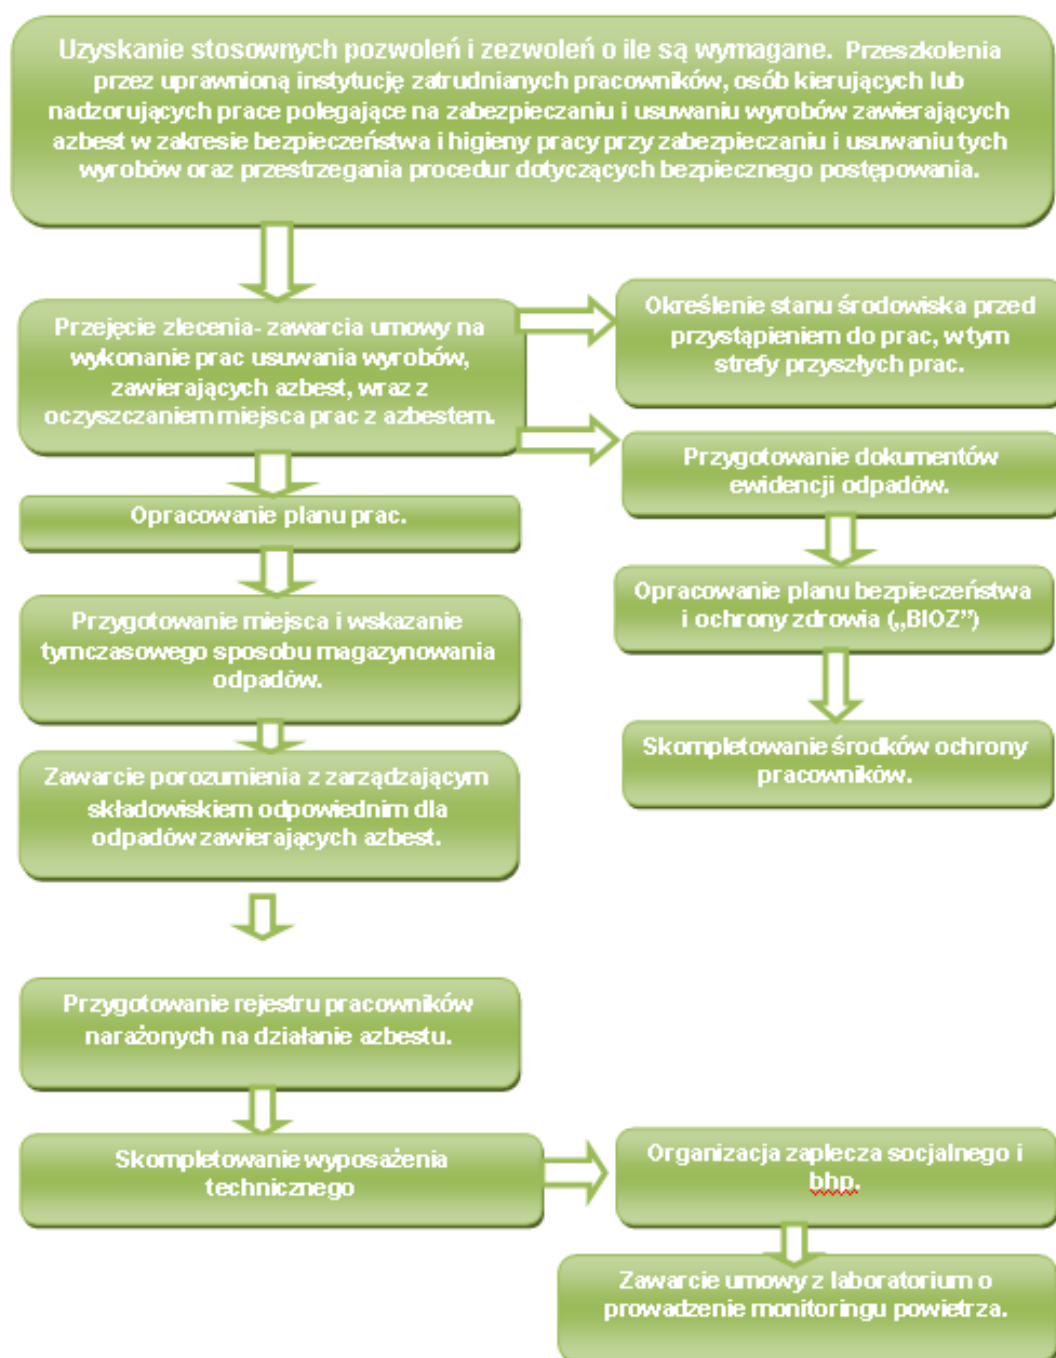 Uzyskanie stosownych pozwoleń i zezwoleń o ile są wymagane. Przeszkolenia
przez uprawnioną instytucję zatrudnianych pracowników, osób kierujących lub
nadzorujących prace polegające na zabezpieczaniu i usuwaniu wyrobów zawierających
azbest w zakresie bezpieczeństwa i higieny pracy przy zabezpieczaniu i usuwaniu tych
wyrobów oraz przestrzegania procedur dotyczących bezpiecznego postępowania.
Przejęcie zlecenia- zawarcia umowy na
wykonanie prac usuwania wyrobów,
zawierających azbest, wraz z
oczyszczaniem miejsca prac z azbestem.
Określenie stanu środowiska przed
przystąpieniem do prac, w tym
strefy przyszłych prac.
Przygotowanie dokumentów
ewidencji odpadów.
Opracowanie planu prac.
Opracowanie planu bezpieczeństwa
i ochrony zdrowia („BIOZ”)
Przygotowanie miejsca i wskazanie
tymczasowego sposobu magazynowania
odpadów.
Skompletowanie środków ochrony
pracowników.
Zawarcie porozumienia z zarządzającym
składowiskiem odpowiednim dla
odpadów zawierających azbest.
Przygotowanie rejestru pracowników
narażonych na działanie azbestu.
Skompletowanie wyposażenia
technicznego
Organizacja zaplecza socjalnego i
bhp.
Zawarcie umowy z laboratorium o
prowadzenie monitoringu powietrza.